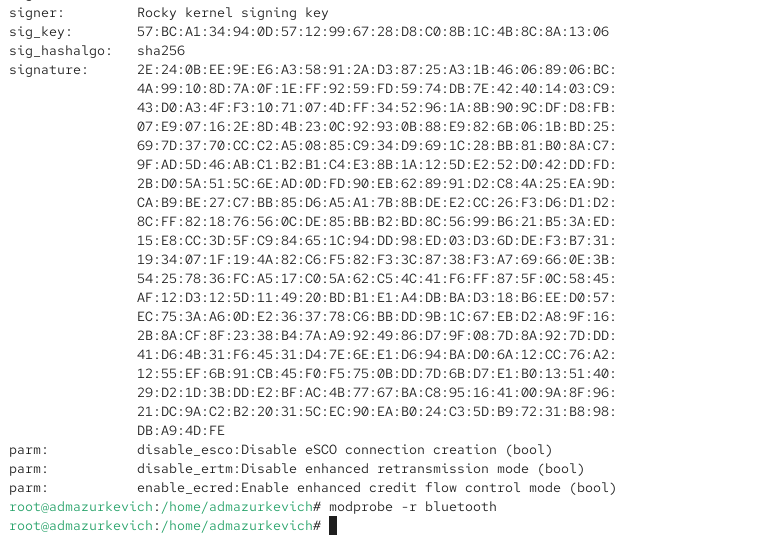 signer:         Rocky kernel signing key
sig_key:        57:BC:A1:34:94:0D:57:12:99:67:28:D8:C0:8B:1C:4B:8C:8A:13:06
sig_hashalgo:   sha256
signature:      2E:24:0B:EE:9E:E6:A3:58:91:2A:D3:87:25:A3:1B:46:06:89:06:BC:
4A:99:10:8D:7A:0F:1E:FF:92:59:FD:59:74:DB:7E:42:40:14:03:C9:
43:D0:A3:4F:F3:10:71:07:4D:FF:34:52:96:1A:8B:90:9C:DF:D8:FB:
07:E9:07:16:2E:8D:4B:23:0C:92:93:0B:88:E9:82:6B:06:1B:BD:25:
69:7D:37:70:CC:C2:A5:08:85:C9:34:D9:69:1C:28:BB:81:B0:8A:C7:
9F:AD:5D:46:AB:C1:B2:B1:C4:E3:8B:1A:12:5D:E2:52:D0:42:DD:FD:
2B:D0:5A:51:5C:6E:AD:0D:FD:90:EB:62:89:91:D2:C8:4A:25:EA:9D:
CA:B9:BE:27:C7:BB:85:D6:A5:A1:7B:8B:DE:E2:CC:26:F3:D6:D1:D2:
8C:FF:82:18:76:56:0C:DE:85:BB:B2:BD:8C:56:99:B6:21:B5:3A:ED:
15:E8:CC:3D:5F:C9:84:65:1C:94:DD:98:ED:03:D3:6D:DE:F3:B7:31:
19:34:07:1F:19:4A:82:C6:F5:82:F3:3C:87:38:F3:A7:69:66:0E:3B:
54:25:78:36:FC:A5:17:C0:5A:62:C5:4C:41:F6:FF:87:5F:0C:58:45:
AF:12:D3:12:5D:11:49:20:BD:B1:E1:A4:DB:BA:D3:18:B6:EE:D0:57:
EC:75:3A:A6:0D:E2:36:37:78:C6:BB:DD:9B:1C:67:EB:D2:A8:9F:16:
2B:8A:CF:8F:23:38:B4:7A:A9:92:49:86:D7:9F:08:7D:8A:92:7D:DD:
41:D6:4B:31:F6:45:31:D4:7E:6E:E1:D6:94:BA:D0:6A:12:CC:76:A2:
12:55:EF:6B:91:CB:45:F0:F5:75:0B:DD:7D:6B:D7:E1:B0:13:51:40:
29:D2:1D:3B:DD:E2:BF:AC:4B:77:67:BA:C8:95:16:41:00:9A:8F:96:
21:DC:9A:C2:B2:20:31:5C:EC:90:EA:B0:24:C3:5D:B9:72:31:B8:98:
DB:A9:4D:FE
parm:           disable_esco:Disable eSCO connection creation (bool)
parm:           disable_ertm:Disable enhanced retransmission mode (bool)
parm:           enable_ecred:Enable enhanced credit flow control mode (bool)
root@admazurkevich:/home/admazurkevich# modprobe -r bluetooth
root@admazurkevich:/home/admazurkevich#